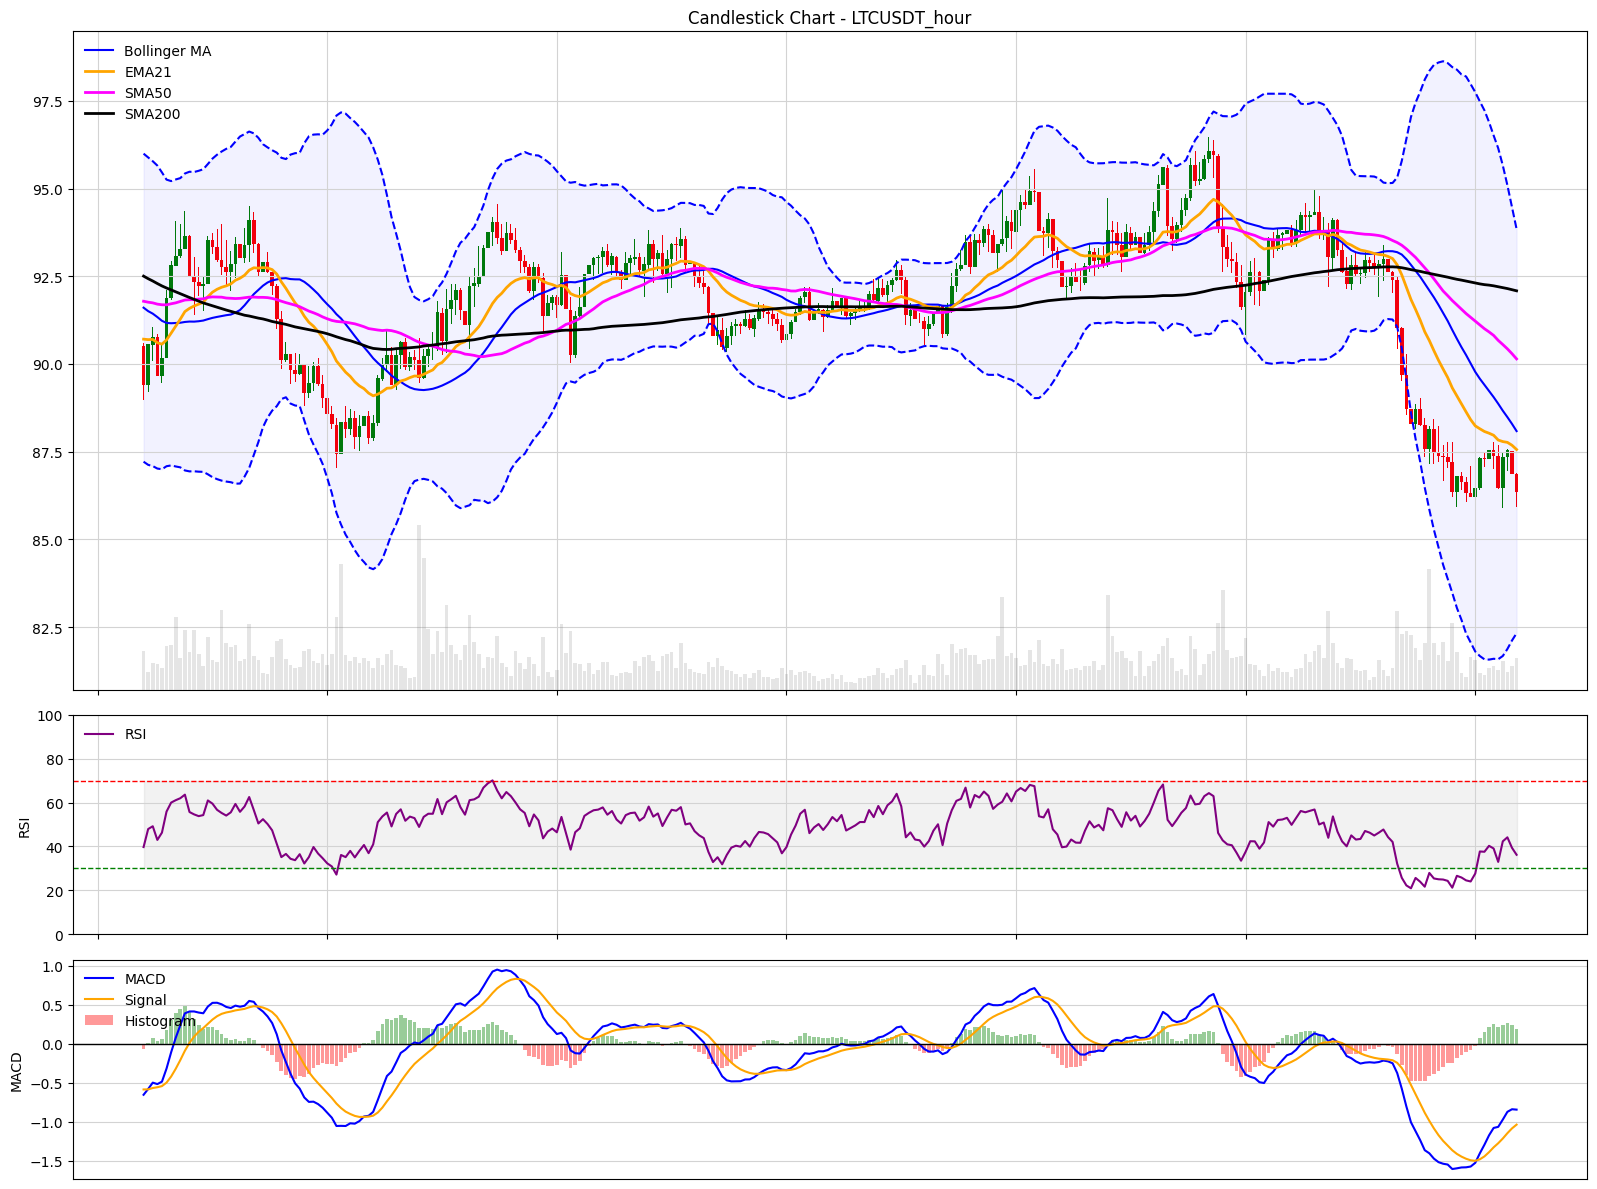 Candlestick Chart - LTCUSDT_hour
Bollinger MA
EMA21
SMA50
SMA200
97.5
95.0
92.5
90.0
87.5
85.0
82.5
RSI
RSI
100
80
60
40
20
0
MACD
Signal
Histogram
MACD
1.0
0.5
0.0
−0.5
−1.0
−1.5